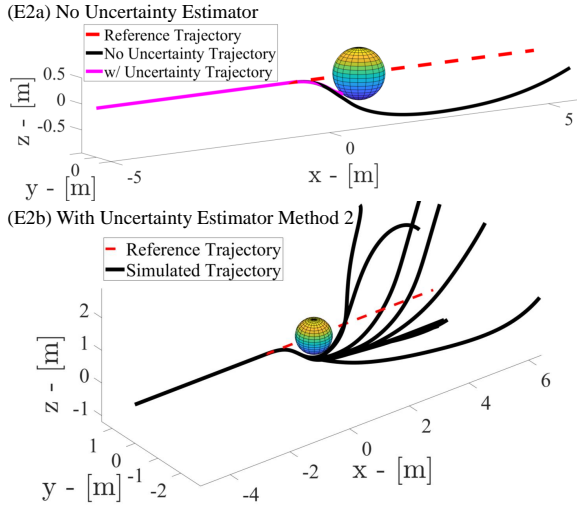 (E2a) No Uncertainty Estimator
Reference Trajectory
No Uncertainty Trajectory
w/ Uncertainty Trajectory
0.5
0
-0.5
z - [m]
0
-5
0
5
y - [m]
x - [m]
(E2b) With Uncertainty Estimator Method 2
Reference Trajectory
Simulated Trajectory
2
1
0
-1
z - [m]
1
0
-1
-2
y - [m]
-4
-2
0
2
4
6
x - [m]